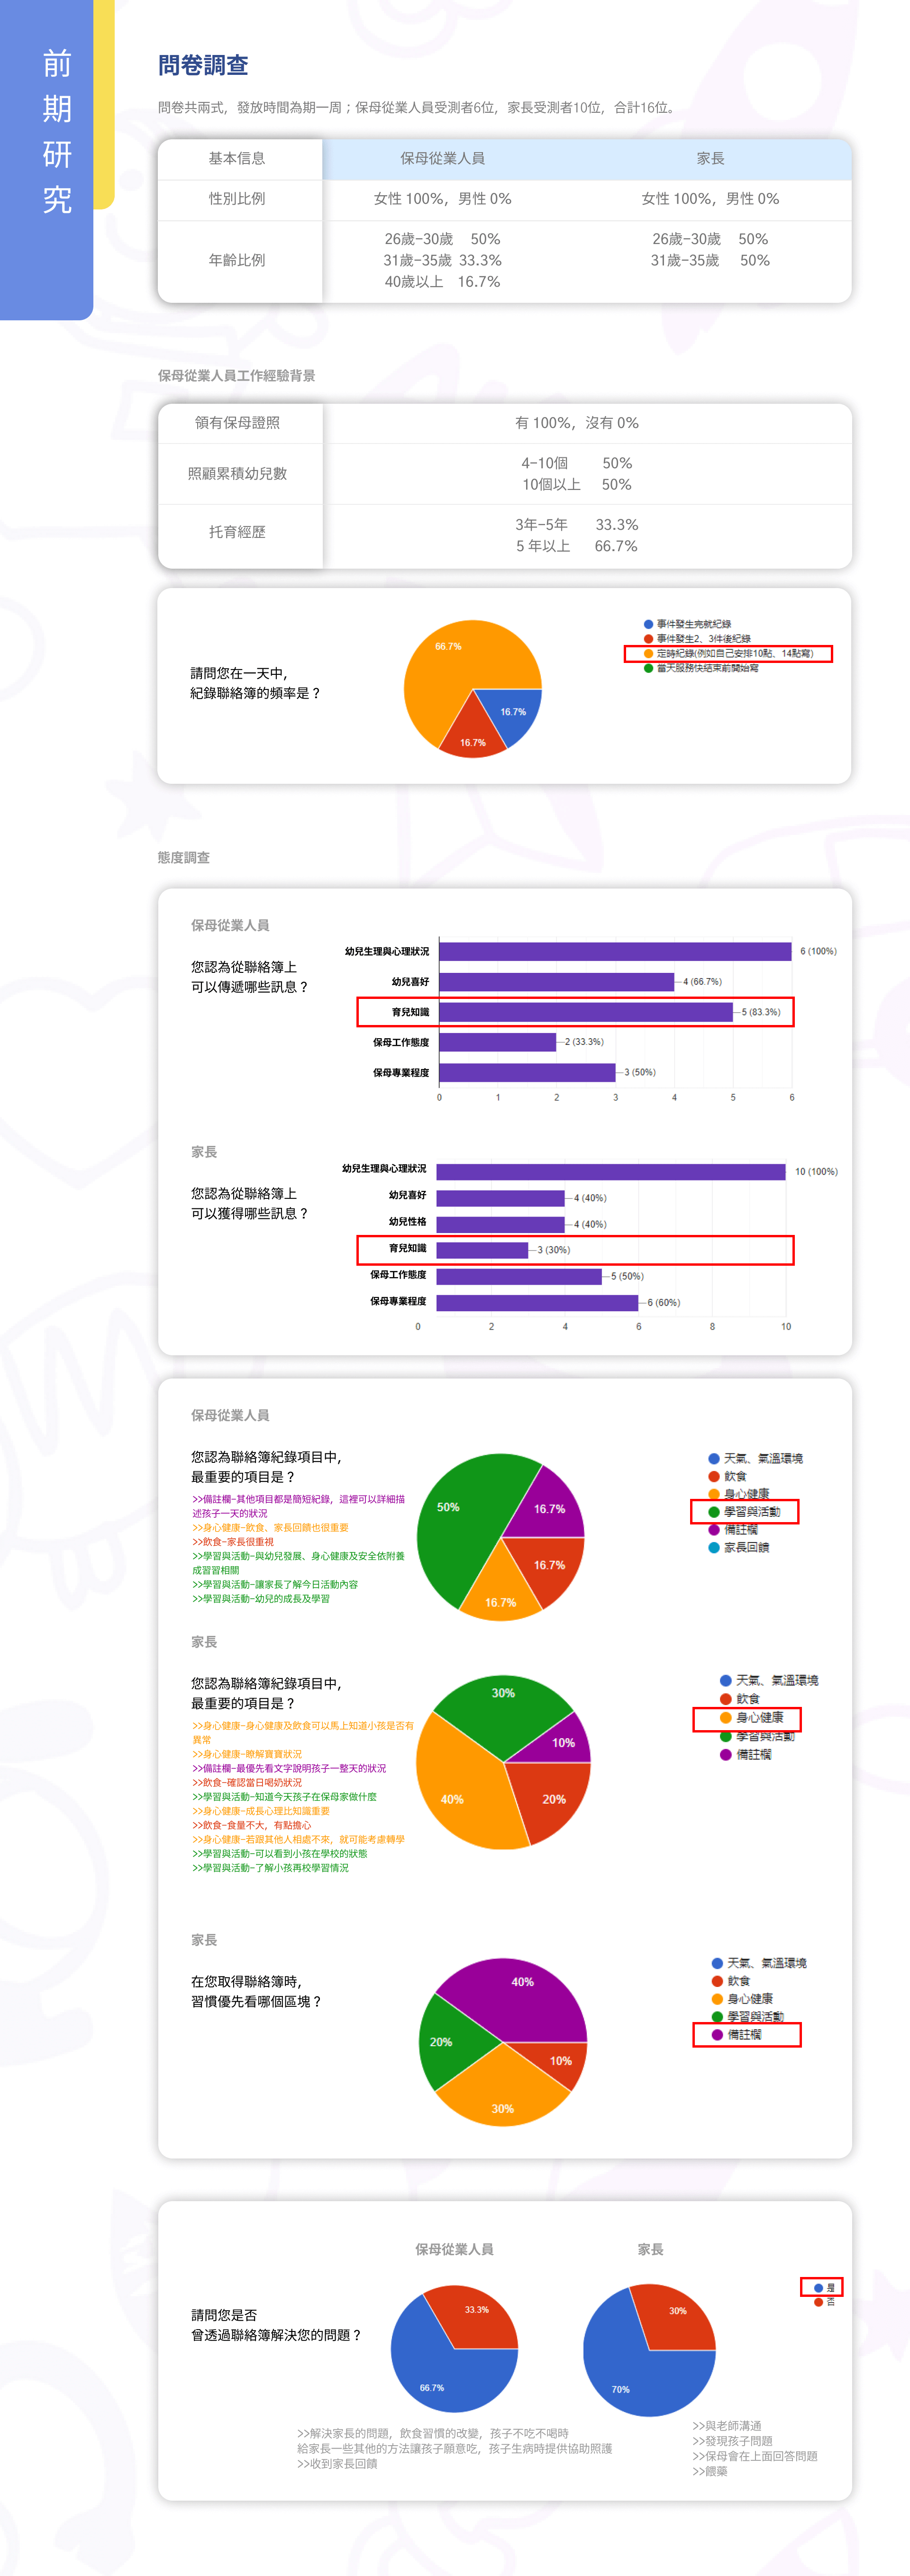 前期研究
問卷調查
問卷共兩式，發放時間為期一周；保母從業人員受測者6位，家長受測者10位，合計16位。
基本信息 保母從業人員 家長
性別比例 女性 100%，男性 0% 女性 100%，男性 0%
26歲-30歲 50% 26歲-30歲 50%
年齡比例 31歲-35歲 33.3% 31歲-35歲 50%
40歲以上 16.7%
保母從業人員工作經驗背景
領有保母證照 有 100%，沒有 0%
照顧累積幼兒數 4-10個 50%
10個以上 50%
托育經歷 3年-5年 33.3%
5 年以上 66.7%
請問您在一天中，
紀錄聯絡簿的頻率是？
66.7%
16.7%
16.7%
事件發生完就紀錄
事件發生2、3件後紀錄
定時紀錄(例如自己安排10點、14點寫)
當天服務快結束前開始寫
態度調查
保母從業人員
您認為從聯絡簿上
可以傳遞哪些訊息？
幼兒生理與心理狀況 6 (100%)
幼兒喜好 4 (66.7%)
育兒知識 5 (83.3%)
保母工作態度 2 (33.3%)
保母專業程度 3 (50%)
0 1 2 3 4 5 6
家長
您認為從聯絡簿上
可以獲得哪些訊息？
幼兒生理與心理狀況 10 (100%)
幼兒喜好 4 (40%)
幼兒性格 4 (40%)
育兒知識 3 (30%)
保母工作態度 5 (50%)
保母專業程度 6 (60%)
0 2 4 6 8 10
保母從業人員
您認為聯絡簿紀錄項目中，
最重要的項目是？
>>備註欄-其他項目都是簡短紀錄，這裡可以詳細描
述孩子一天的狀況
>>身心健康-飲食、家長回饋也很重要
>>飲食-家長很重視
>>學習與活動-與幼兒發展、身心健康及安全依附養
成習習相關
>>學習與活動-讓家長了解今日活動內容
>>學習與活動-幼兒的成長及學習
50%
16.7%
16.7%
16.7%
天氣、氣溫環境
飲食
身心健康
學習與活動
備註欄
家長回饋
家長
您認為聯絡簿紀錄項目中，
最重要的項目是？
>>身心健康-身心健康及飲食可以馬上知道小孩是否有
異常
>>身心健康-瞭解寶寶狀況
>>備註欄-最優先看文字說明孩子一整天的狀況
>>飲食-確認當日喝奶狀況
>>學習與活動-知道今天孩子在保母家做什麼
>>身心健康-成長心理比知識重要
>>飲食-食量不大，有點擔心
>>身心健康-若跟其他人相處不來，就可能考慮轉學
>>學習與活動-可以看到小孩在學校的狀態
>>學習與活動-了解小孩再校學習情況
30%
10%
40%
20%
天氣、氣溫環境
飲食
身心健康
學習與活動
備註欄
家長
在您取得聯絡簿時，
習慣優先看哪個區塊？
40%
20%
10%
30%
天氣、氣溫環境
飲食
身心健康
學習與活動
備註欄
保母從業人員 家長
請問您是否
曾透過聯絡簿解決您的問題？
33.3%
66.7%
30%
70%
是
否
>>解決家長的問題，飲食習慣的改變，孩子不吃不喝時
給家長一些其他的方法讓孩子願意吃，孩子生病時提供協助照護
>>收到家長回饋
>>與老師溝通
>>發現孩子問題
>>保母會在上面回答問題
>>餵藥